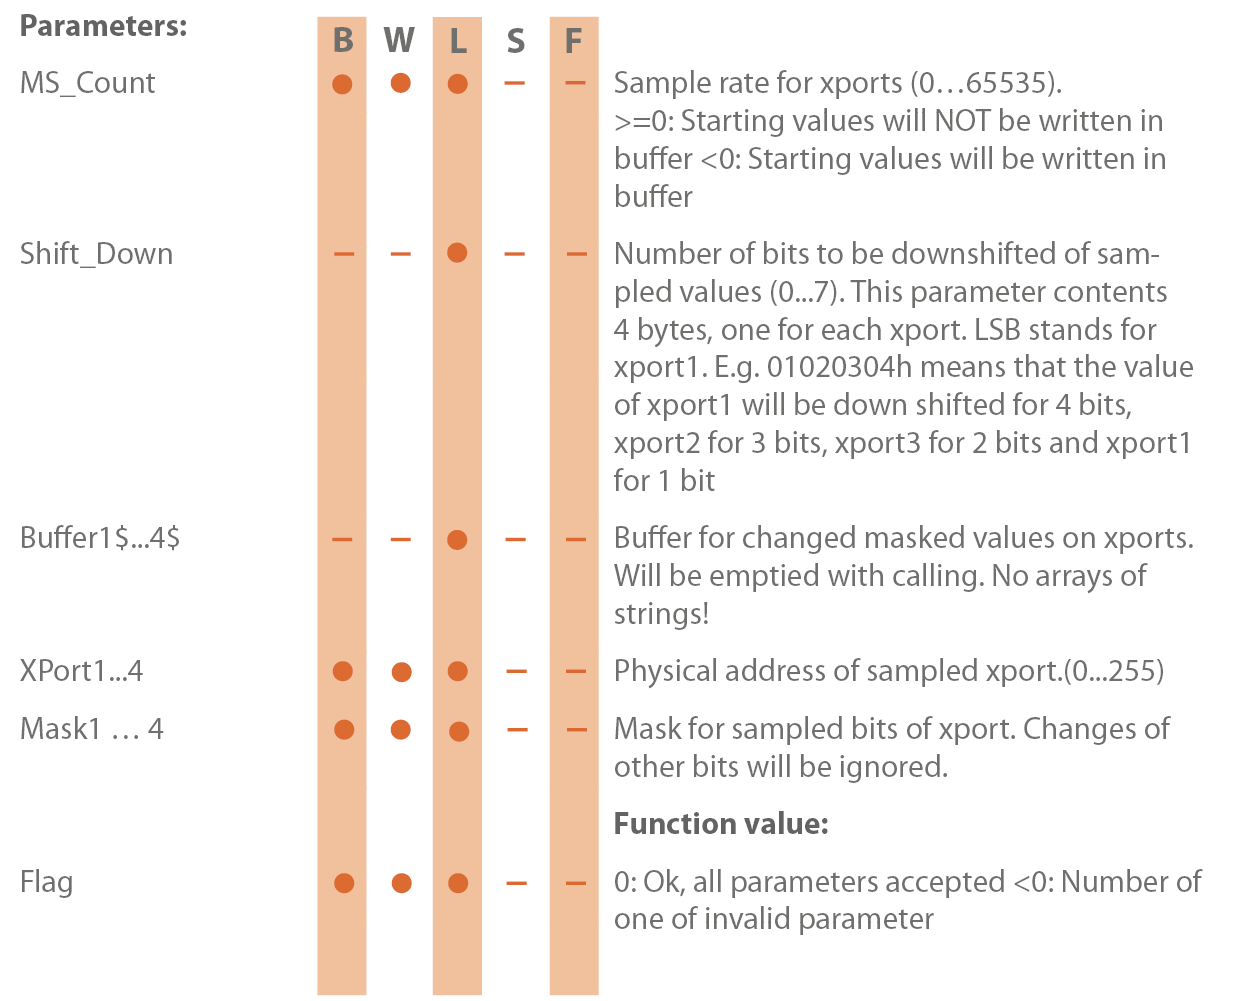 Parameters:
B W L S F
MS_Count ● ● ● – – Sample rate for xports (0…65535).
>=0: Starting values will NOT be written in
buffer <0: Starting values will be written in
buffer
Shift_Down – – ● – – Number of bits to be downshifted of sam-
pled values (0...7). This parameter contents
4 bytes, one for each xport. LSB stands for
xport1. E.g. 01020304h means that the value
of xport1 will be down shifted for 4 bits,
xport2 for 3 bits, xport3 for 2 bits and xport1
for 1 bit
Buffer1$...4$ – – ● – – Buffer for changed masked values on xports.
Will be emptied with calling. No arrays of
strings!
XPort1...4 ● ● ● – – Physical address of sampled xport.(0...255)
Mask1 … 4 ● ● ● – – Mask for sampled bits of xport. Changes of
other bits will be ignored.
Function value:
Flag ● ● ● – – 0: Ok, all parameters accepted <0: Number of
one of invalid parameter